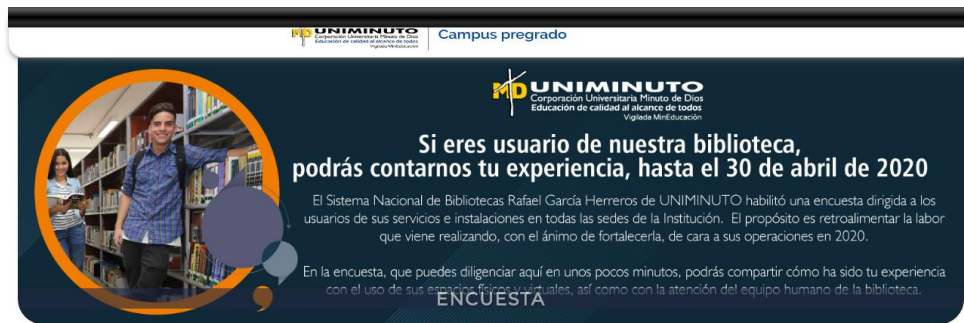 MD UNIMINUTO
Corporación Universitaria Minuto de Dios
Educación de calidad al alcance de todos
Vigilada MinEducación
Campus pregrado
MD UNIMINUTO
Corporación Universitaria Minuto de Dios
Educación de calidad al alcance de todos
Vigilada MinEducación
Si eres usuario de nuestra biblioteca,
podrás contarnos tu experiencia, hasta el 30 de abril de 2020
El Sistema Nacional de Bibliotecas Rafael García Herreros de UNIMINUTO habilitó una encuesta dirigida a los
usuarios de sus servicios e instalaciones en todas las sedes de la Institución. El propósito es retroalimentar la labor
que viene realizando, con el ánimo de fortalecerla, de cara a sus operaciones en 2020.
En la encuesta, que puedes diligenciar aquí en unos pocos minutos, podrás compartir cómo ha sido tu experiencia
con el uso de sus espacios físicos y virtuales, así como con la atención del equipo humano de la biblioteca.
ENCUESTA